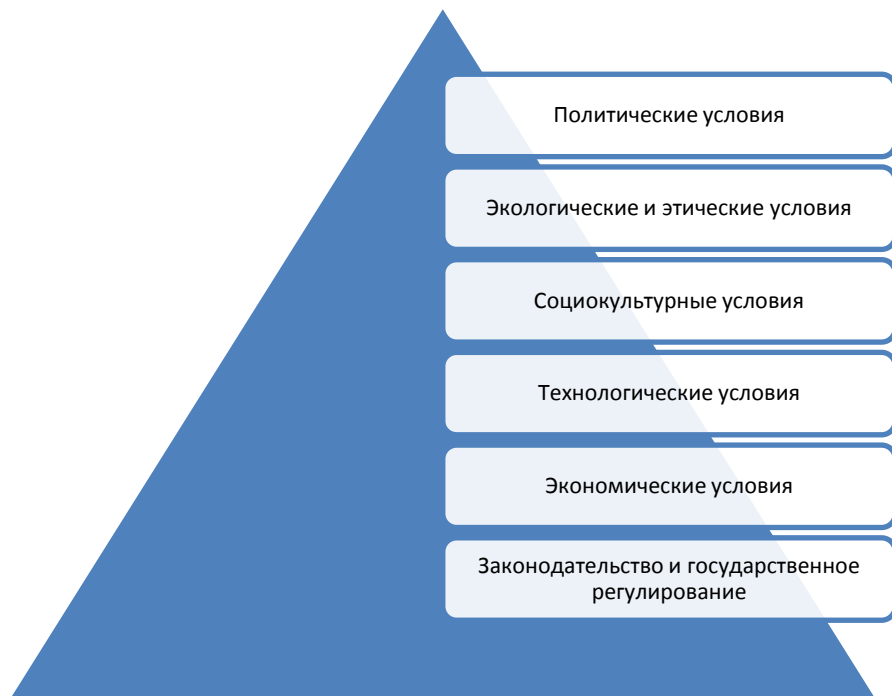 Политические условия
Экологические и этические условия
Социокультурные условия
Технологические условия
Экономические условия
Законодательство и государственное
регулирование